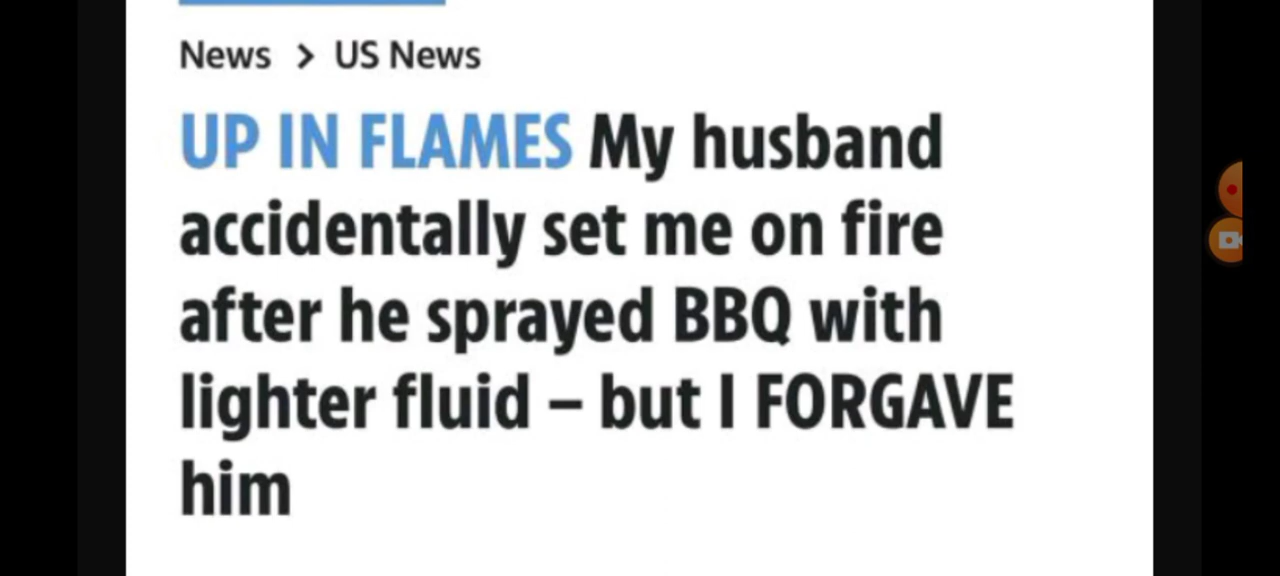 News > US News
UP IN FLAMES My husband
accidentally set me on fire
after he sprayed BBQ with
lighter fluid – but I FORGAVE
him